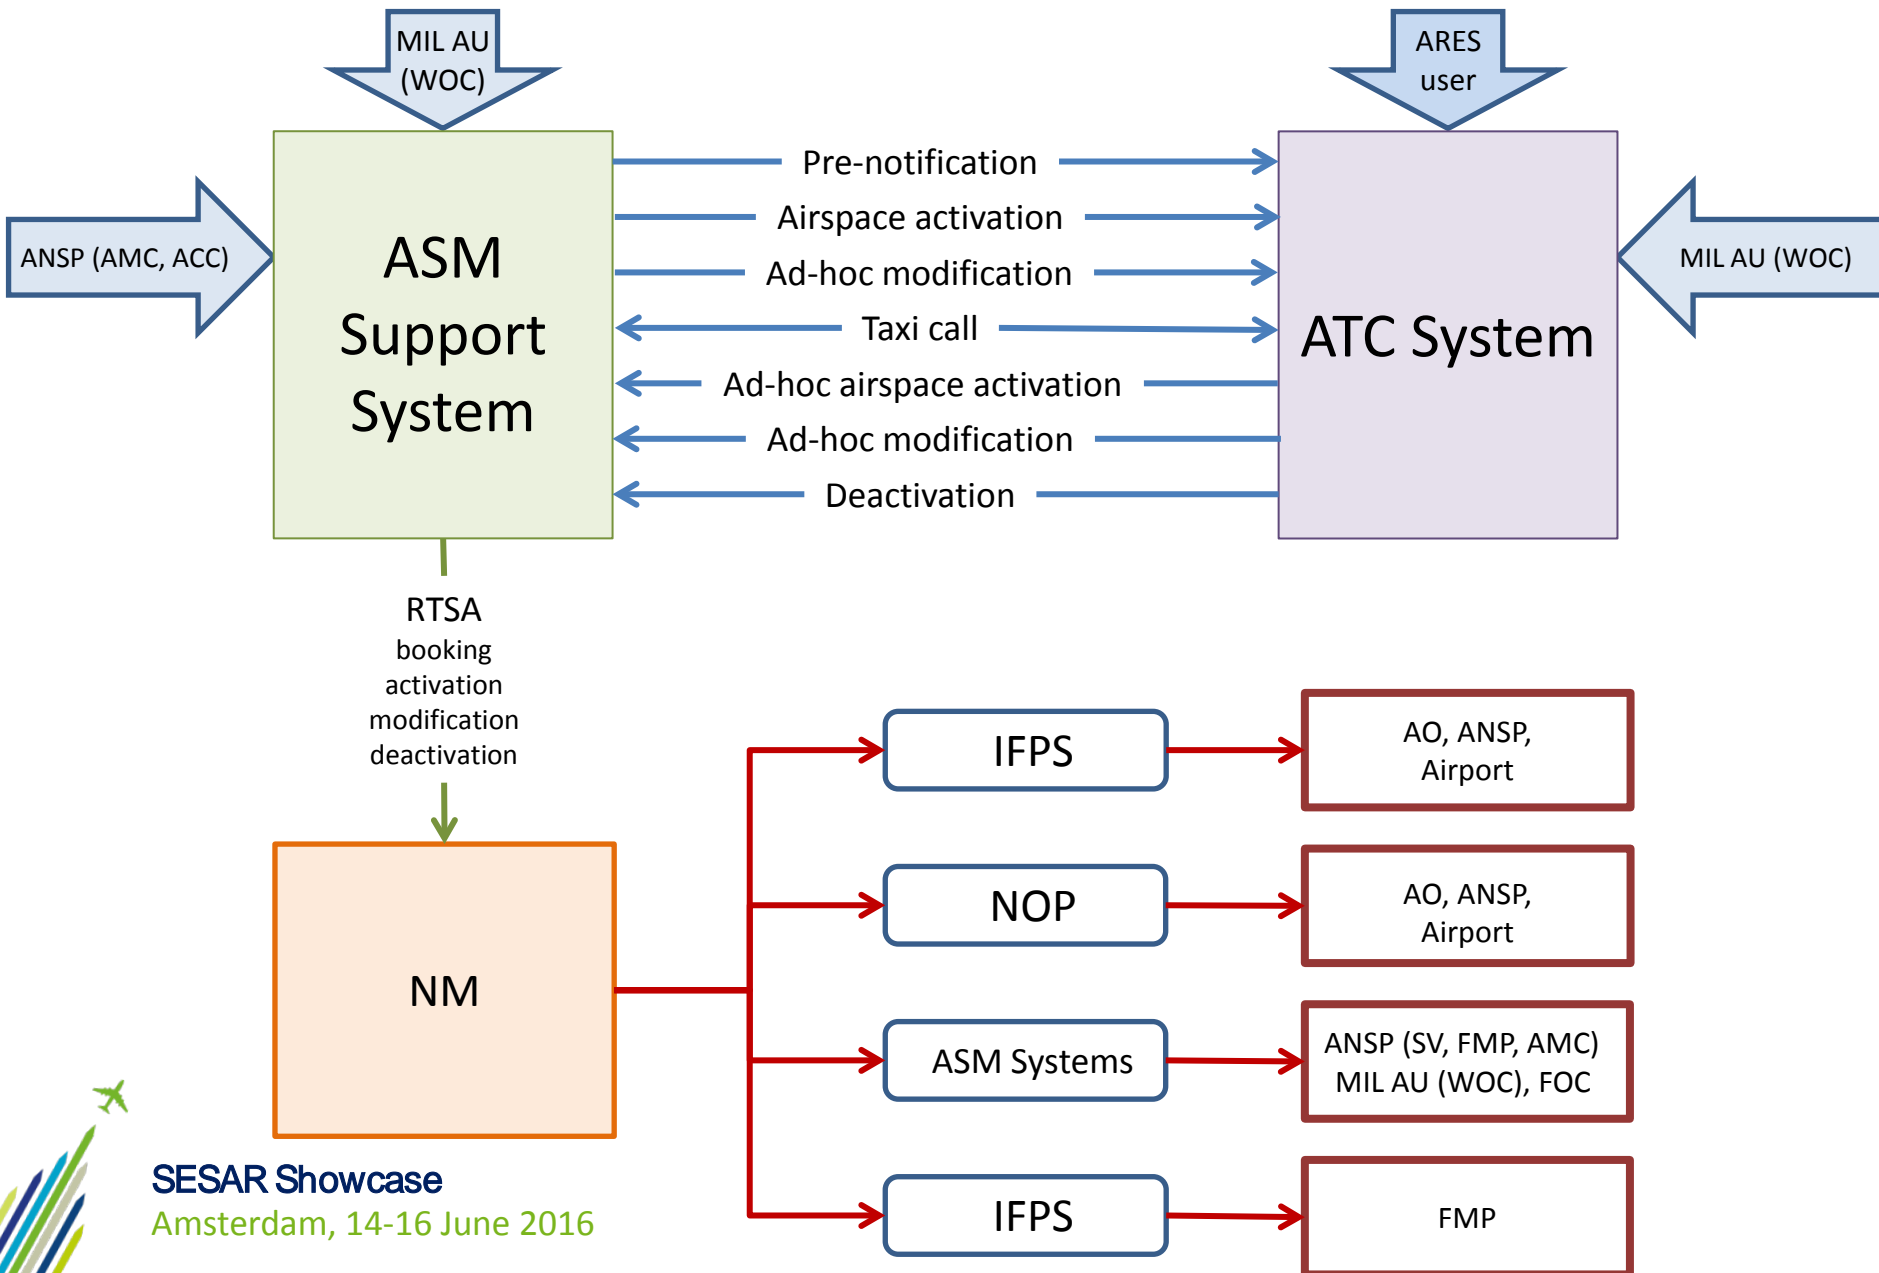 MIL AU
(WOC)
ARES
user
ANSP (AMC, ACC)
ASM
Support
System
Pre-notification
Airspace activation
Ad-hoc modification
Taxi call
Ad-hoc airspace activation
Ad-hoc modification
Deactivation
ATC System
MIL AU (WOC)
RTSA
booking
activation
modification
deactivation
NM
IFPS
AO, ANSP,
Airport
NOP
AO, ANSP,
Airport
ASM Systems
ANSP (SV, FMP, AMC)
MIL AU (WOC), FOC
IFPS
FMP
SESAR Showcase
Amsterdam, 14-16 June 2016